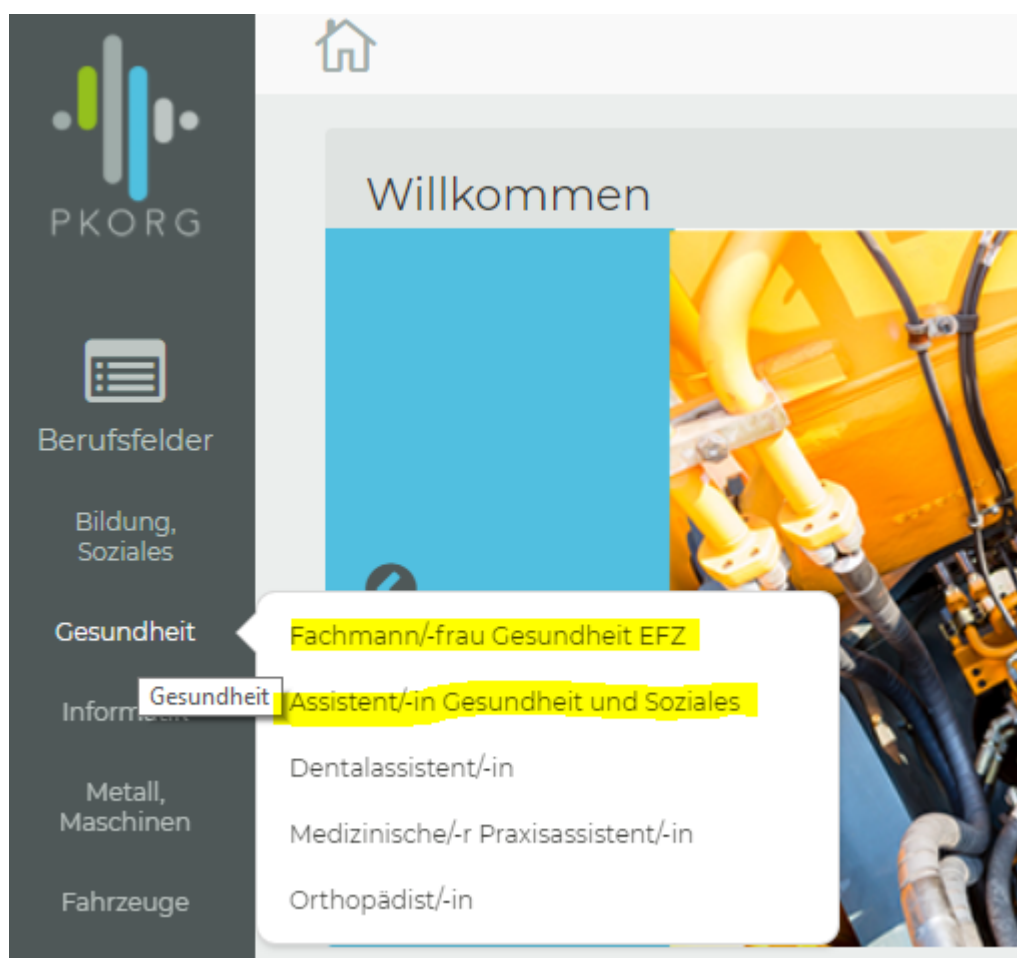 PKORG
Willkommen
Berufsfelder
Bildung,
Soziales
Gesundheit
Fachmann/-frau Gesundheit EFZ
Gesundheit
Assistent/-in Gesundheit und Soziales
Dentalassistent/-in
Metall,
Maschinen
Medizinische/-r Praxisassistent/-in
Fahrzeuge
Orthopädist/-in